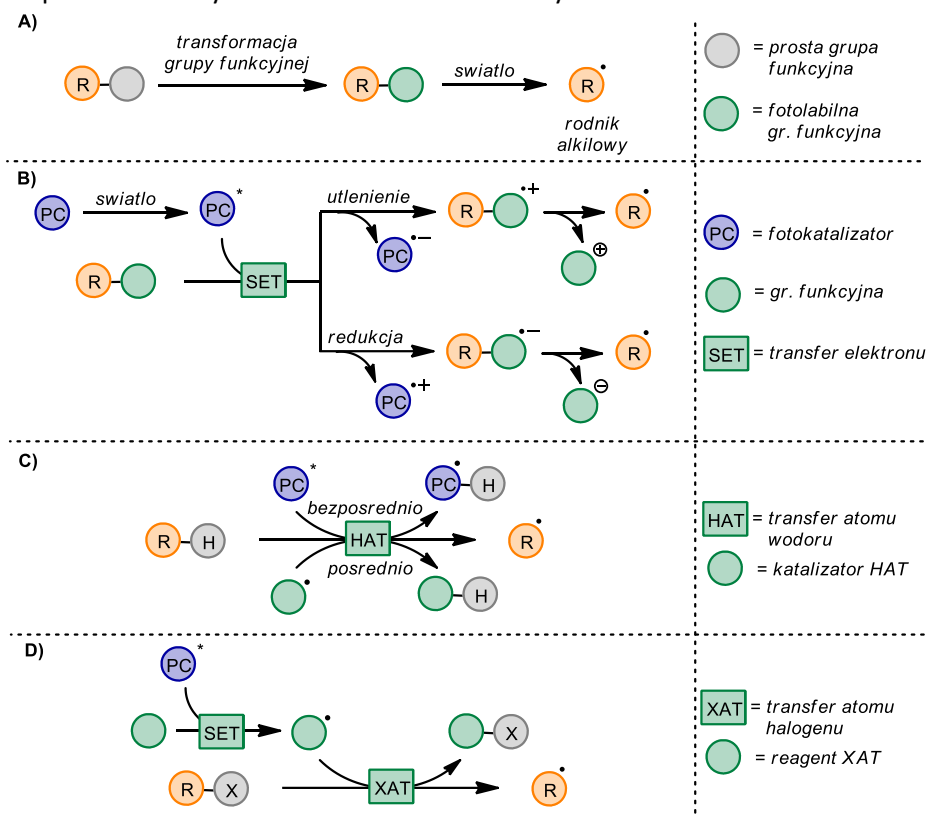 A)
transformacja
grupy funkcyjnej
R
R
swiatlo
R•
rodnik
alkilowy
= prosta grupa
funkcyjna
= fotolabilna
gr. funkcyjna
B)
PC
swiatlo
PC*
R
SET
utlenienie
PC•−
R
•+
R•
⊕
redukcja
PC•+
R
•−
R•
⊖
PC = fotokatalizator
= gr. funkcyjna
SET = transfer elektronu
C)
PC*
PC•
H
bezposrednio
R
H
HAT
R•
posrednio
•
H
HAT = transfer atomu
wodoru
= katalizator HAT
D)
PC*
SET
•
X
R
X
XAT
R•
XAT = transfer atomu
halogenu
= reagent XAT